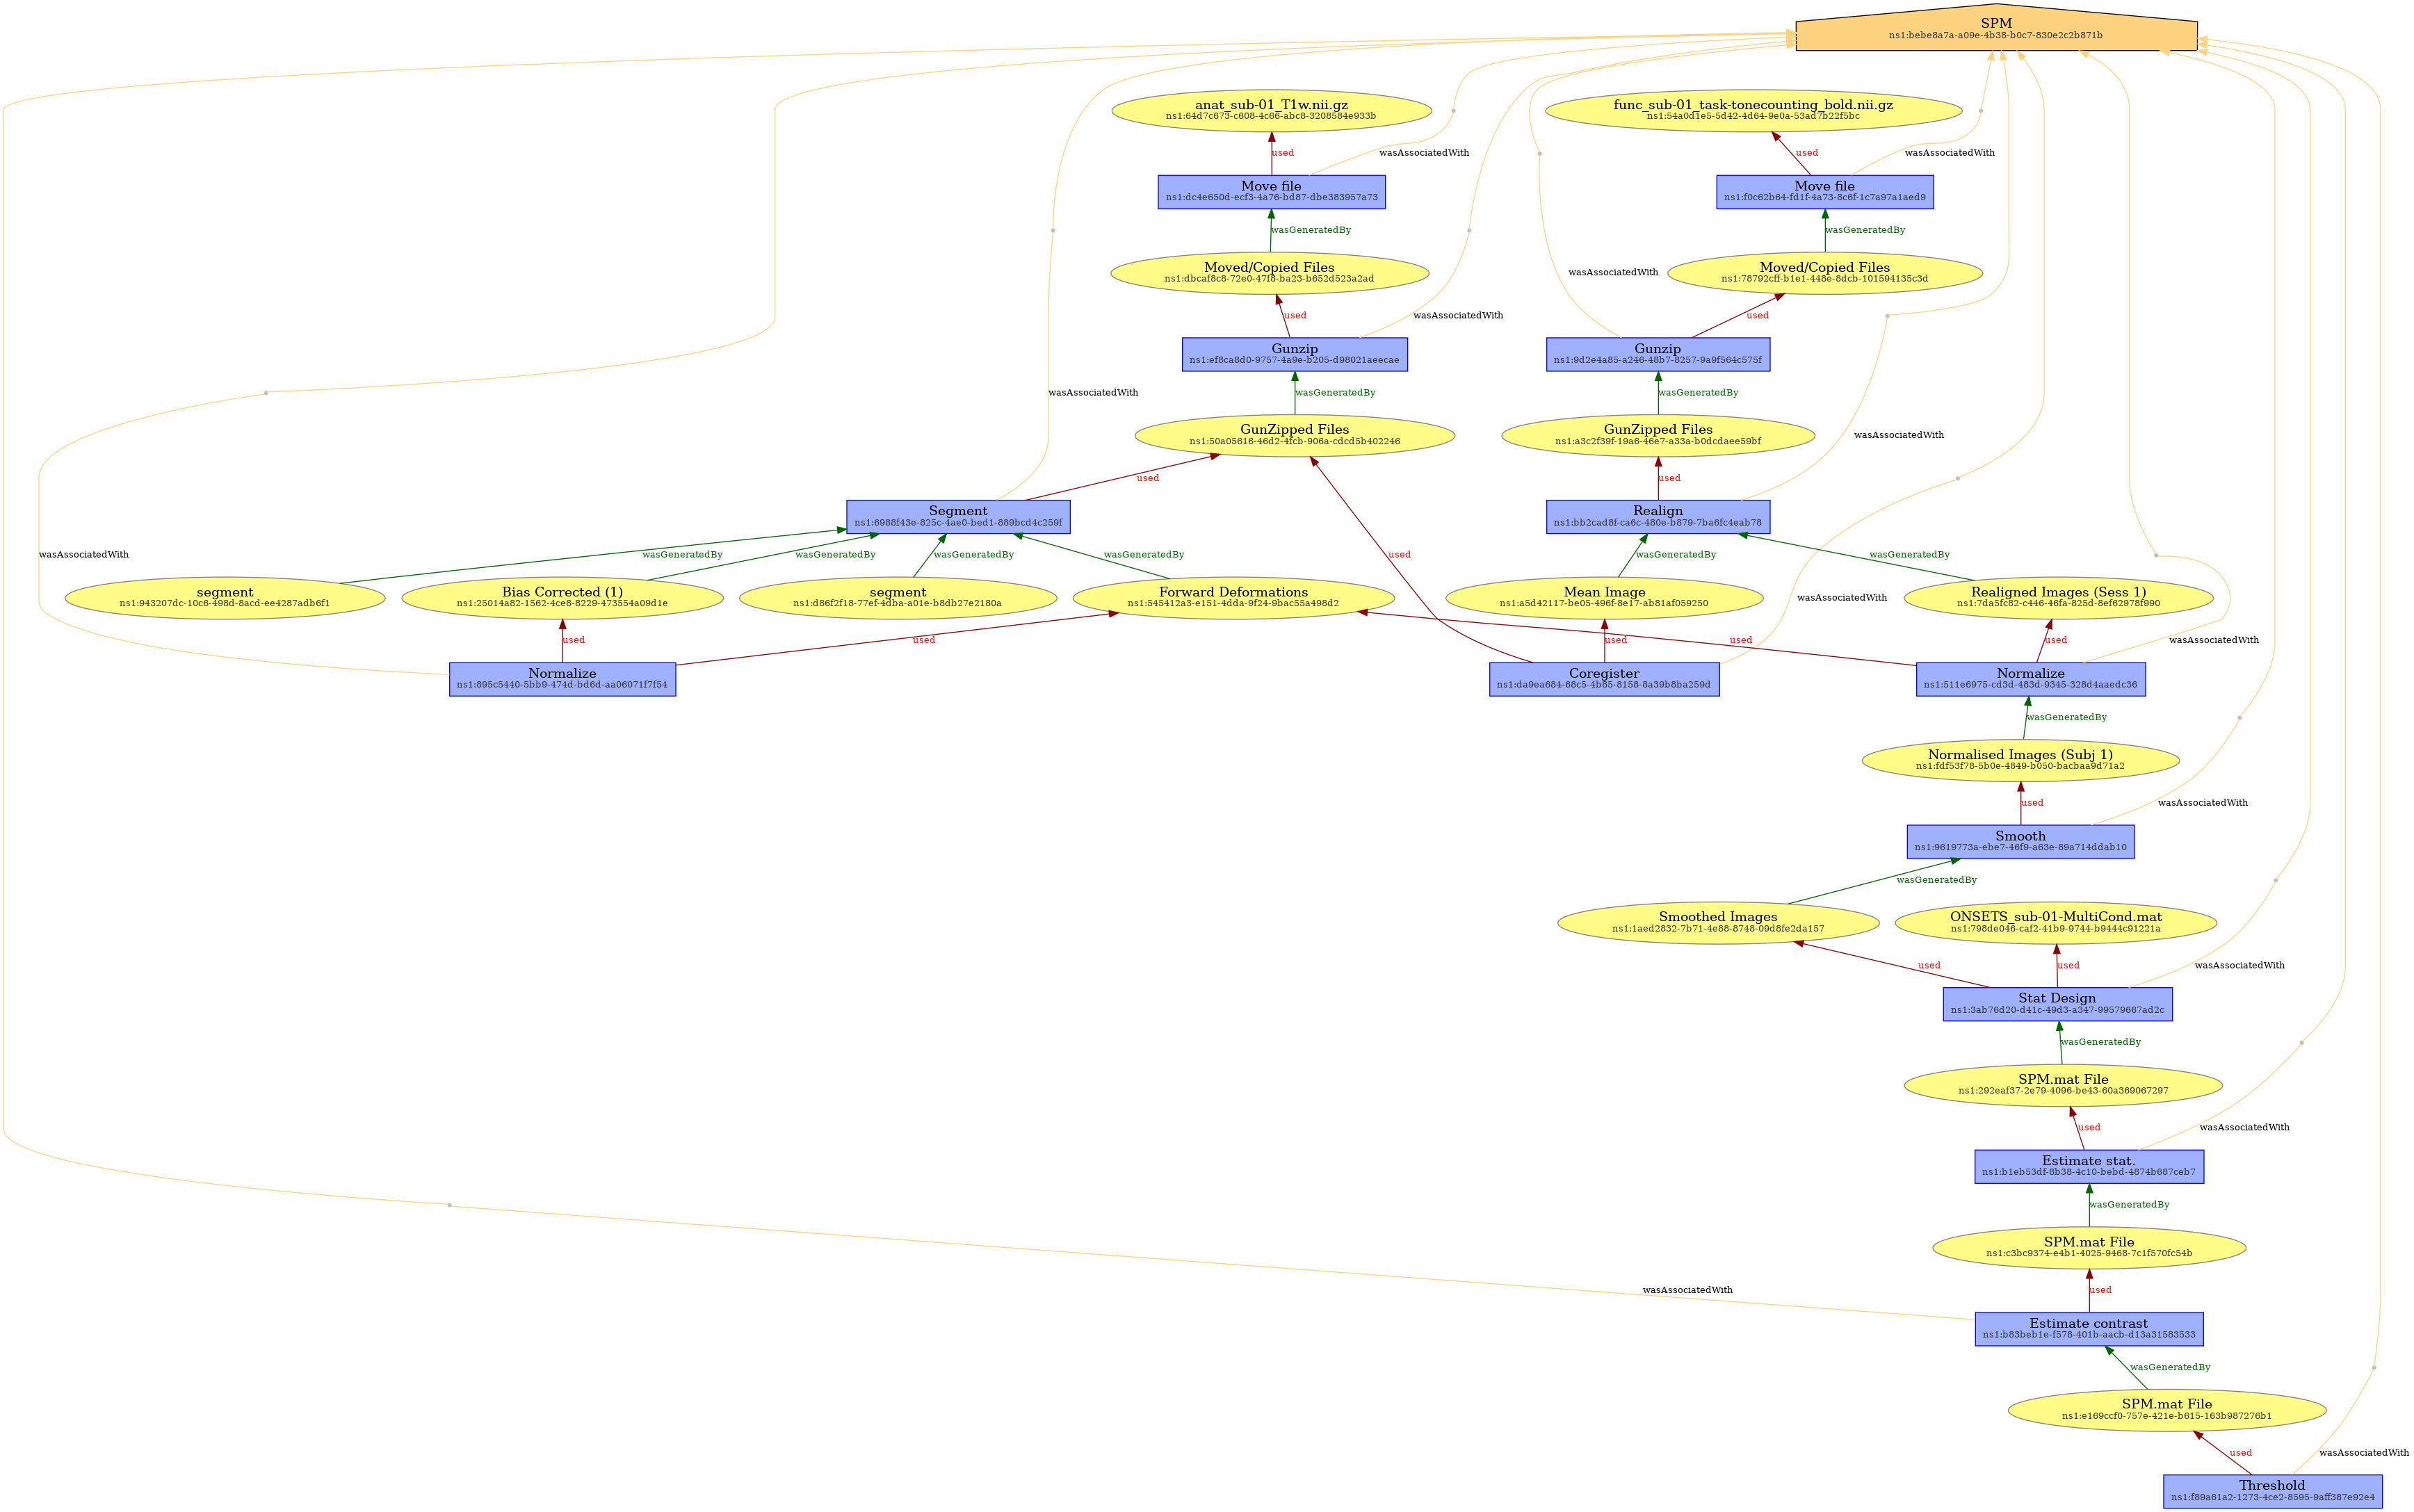 SPM
ns1:bebe8a7a-a09e-4b38-b0c7-830e2c2b871b
anat_sub-01_T1w.nii.gz
ns1:64d7c673-c608-4c66-abc8-3208584e933b
func_sub-01_task-tonecounting_bold.nii.gz
ns1:54a0d1e5-5d42-4d64-9e0a-53ad7b22f5bc
used
wasAssociatedWith
used
wasAssociatedWith
Move file
ns1:dc4e650d-ecf3-4a76-bd87-dbe383957a73
Move file
ns1:f0c62b64-fd1f-4a73-8c6f-1c7a97a1aed9
wasGeneratedBy
wasGeneratedBy
Moved/Copied Files
ns1:dbcaf8c8-72e0-47f8-ba23-b652d523a2ad
wasAssociatedWith
Moved/Copied Files
ns1:78792cff-b1e1-448e-8dcb-101594135c3d
used
wasAssociatedWith
used
Gunzip
ns1:ef8ca8d0-9757-4a9e-b205-d98021aeecae
Gunzip
ns1:9d2e4a85-a246-48b7-8257-9a9f564c575f
wasAssociatedWith
wasGeneratedBy
wasGeneratedBy
GunZipped Files
ns1:50a05616-46d2-4fcb-906a-cdcd5b402246
GunZipped Files
ns1:a3c2f39f-19a6-46e7-a33a-b0dcdaee59bf
wasAssociatedWith
used
used
Segment
ns1:6988f43e-825c-4ae0-bed1-889bcd4c259f
Realign
ns1:bb2cad8f-ca6c-480e-b879-7ba6fc4eab78
wasAssociatedWith
wasGeneratedBy
wasGeneratedBy
wasGeneratedBy
wasGeneratedBy
used
wasGeneratedBy
wasGeneratedBy
segment
ns1:943207dc-10c6-498d-8acd-ee4287adb6f1
Bias Corrected (1)
ns1:25014a82-1562-4ce8-8229-473554a09d1e
segment
ns1:d86f2f18-77ef-4dba-a01e-b8db27e2180a
Forward Deformations
ns1:545412a3-e151-4dda-9f24-9bac55a498d2
Mean Image
ns1:a5d42117-be05-496f-8e17-ab81af059250
wasAssociatedWith
Realigned Images (Sess 1)
ns1:7da5fc82-c446-46fa-825d-8ef62978f990
used
used
used
used
used
wasAssociatedWith
Normalize
ns1:895c5440-5bb9-474d-bd6d-aa06071f7f54
Coregister
ns1:da9ea684-68c5-4b85-8158-8a39b8ba259d
Normalize
ns1:511e6975-cd3d-483d-9345-328d4aaedc36
wasGeneratedBy
Normalised Images (Subj 1)
ns1:fdf53f78-5b0e-4849-b050-bacbaa9d71a2
used
wasAssociatedWith
Smooth
ns1:9619773a-ebe7-46f9-a63e-89a714ddab10
wasGeneratedBy
Smoothed Images
ns1:1aed2832-7b71-4e88-8748-09d8fe2da157
ONSETS_sub-01-MultiCond.mat
ns1:798de046-caf2-41b9-9744-b9444c91221a
used
used
wasAssociatedWith
Stat Design
ns1:3ab76d20-d41c-49d3-a347-99579667ad2c
wasGeneratedBy
SPM.mat File
ns1:292eaf37-2e79-4096-be43-60a369067297
used
wasAssociatedWith
Estimate stat.
ns1:b1eb53df-8b38-4c10-bebd-4874b687ceb7
wasGeneratedBy
SPM.mat File
ns1:c3bc9374-e4b1-4025-9468-7c1f570fc54b
wasAssociatedWith
used
Estimate contrast
ns1:b83beb1e-f578-401b-aacb-d13a31583533
wasGeneratedBy
SPM.mat File
ns1:e169ccf0-757e-421e-b615-163b987276b1
used
wasAssociatedWith
Threshold
ns1:f89a61a2-1273-4ce2-8595-9aff387e92e4